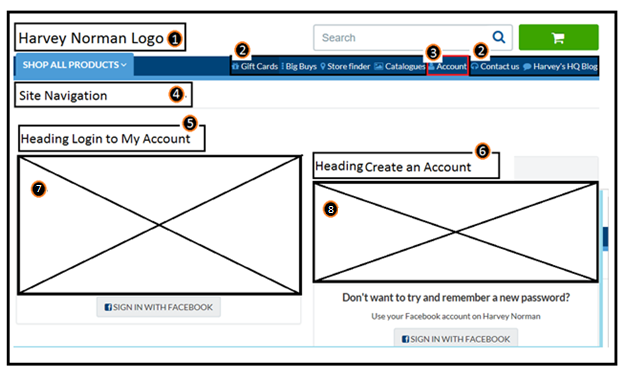 Harvey Norman Logo 1
Search
SHOP ALL PRODUCTS
2 3 2
Gift Cards Big Buys Store finder Catalogues Account Contact us Harvey's HQ Blog
Site Navigation 4
5
Heading Login to My Account
6
Heading Create an Account
7
8
SIGN IN WITH FACEBOOK
Don't want to try and remember a new password?
Use your Facebook account on Harvey Norman
SIGN IN WITH FACEBOOK